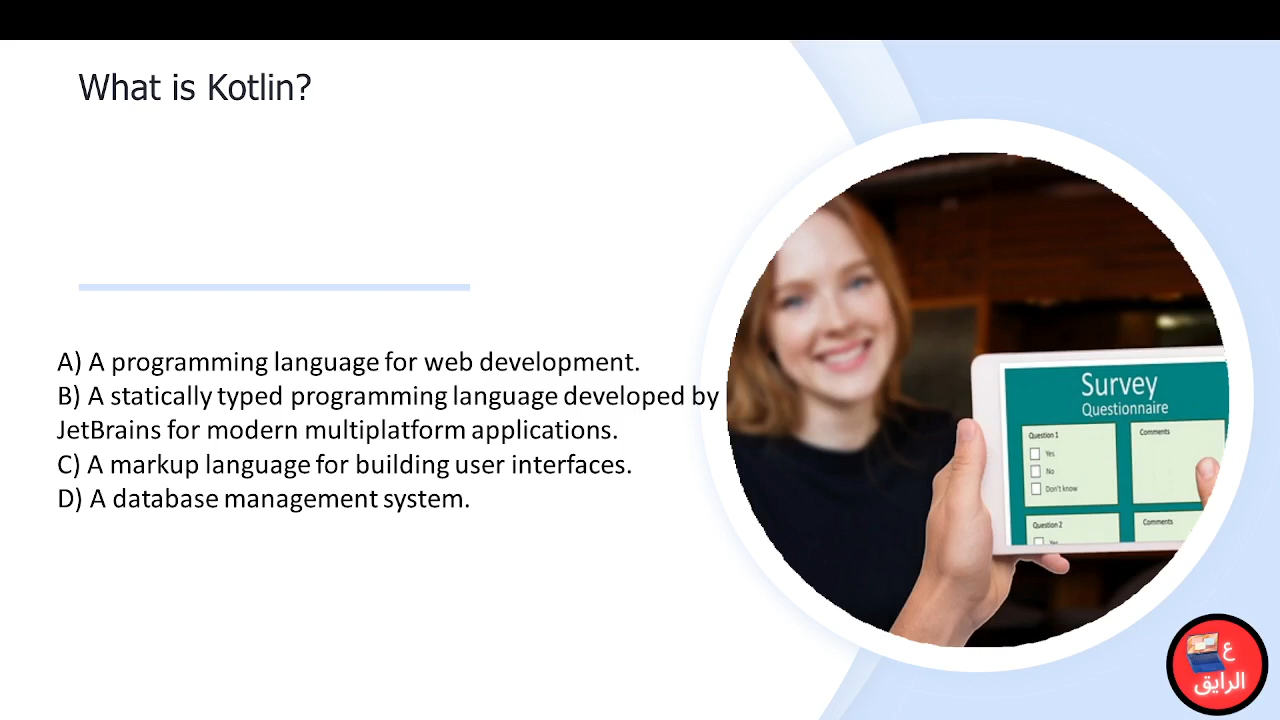 What is Kotlin?
A) A programming language for web development.
B) A statically typed programming language developed by
JetBrains for modern multiplatform applications.
C) A markup language for building user interfaces.
D) A database management system.
Survey
Questionnaire
Question 1
Yes
No
Don't know
Comments
Question 2
Yes
Comments
ع
الرايق